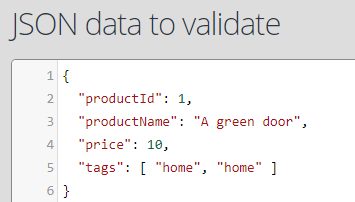 JSON data to validate
1 {
2   "productId": 1,
3   "productName": "A green door",
4   "price": 10,
5   "tags": [ "home", "home" ]
6 }